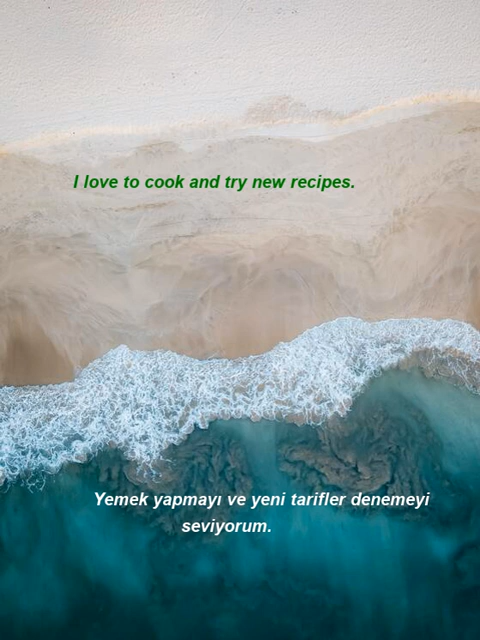 I love to cook and try new recipes.
Yemek yapmayı ve yeni tarifler denemeyi
seviyorum.